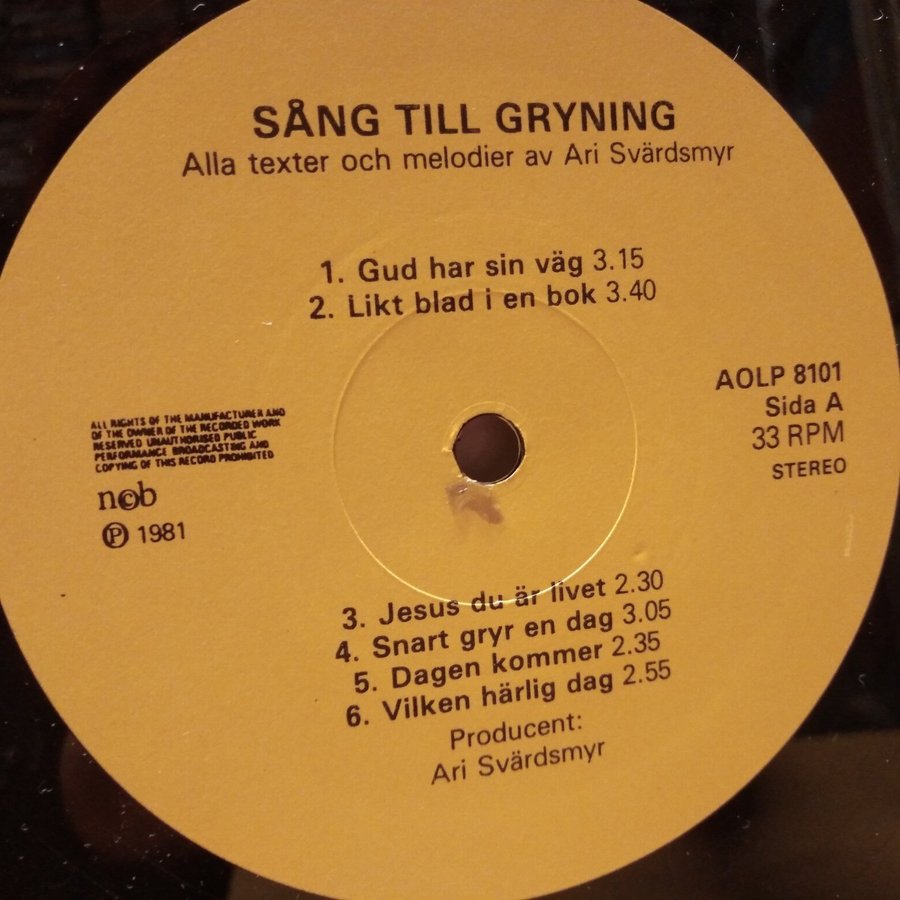 SÅNG TILL GRYNING
Alla texter och melodier av Ari Svärdsmyr
1. Gud har sin väg 3.15
2. Likt blad i en bok 3.40
AOLP 8101
Sida A
33 RPM
STEREO
ALL RIGHTS OF THE MANUFACTURER AND
OF THE OWNER OF THE RECORDED WORK
RESERVED UNAUTHORISED PUBLIC
PERFORMANCE BROADCASTING AND
COPYING OF THIS RECORD PROHIBITED
n©b
Ⓟ 1981
3. Jesus du är livet 2.30
4. Snart gryr en dag 3.05
5. Dagen kommer 2.35
6. Vilken härlig dag 2.55
Producent:
Ari Svärdsmyr